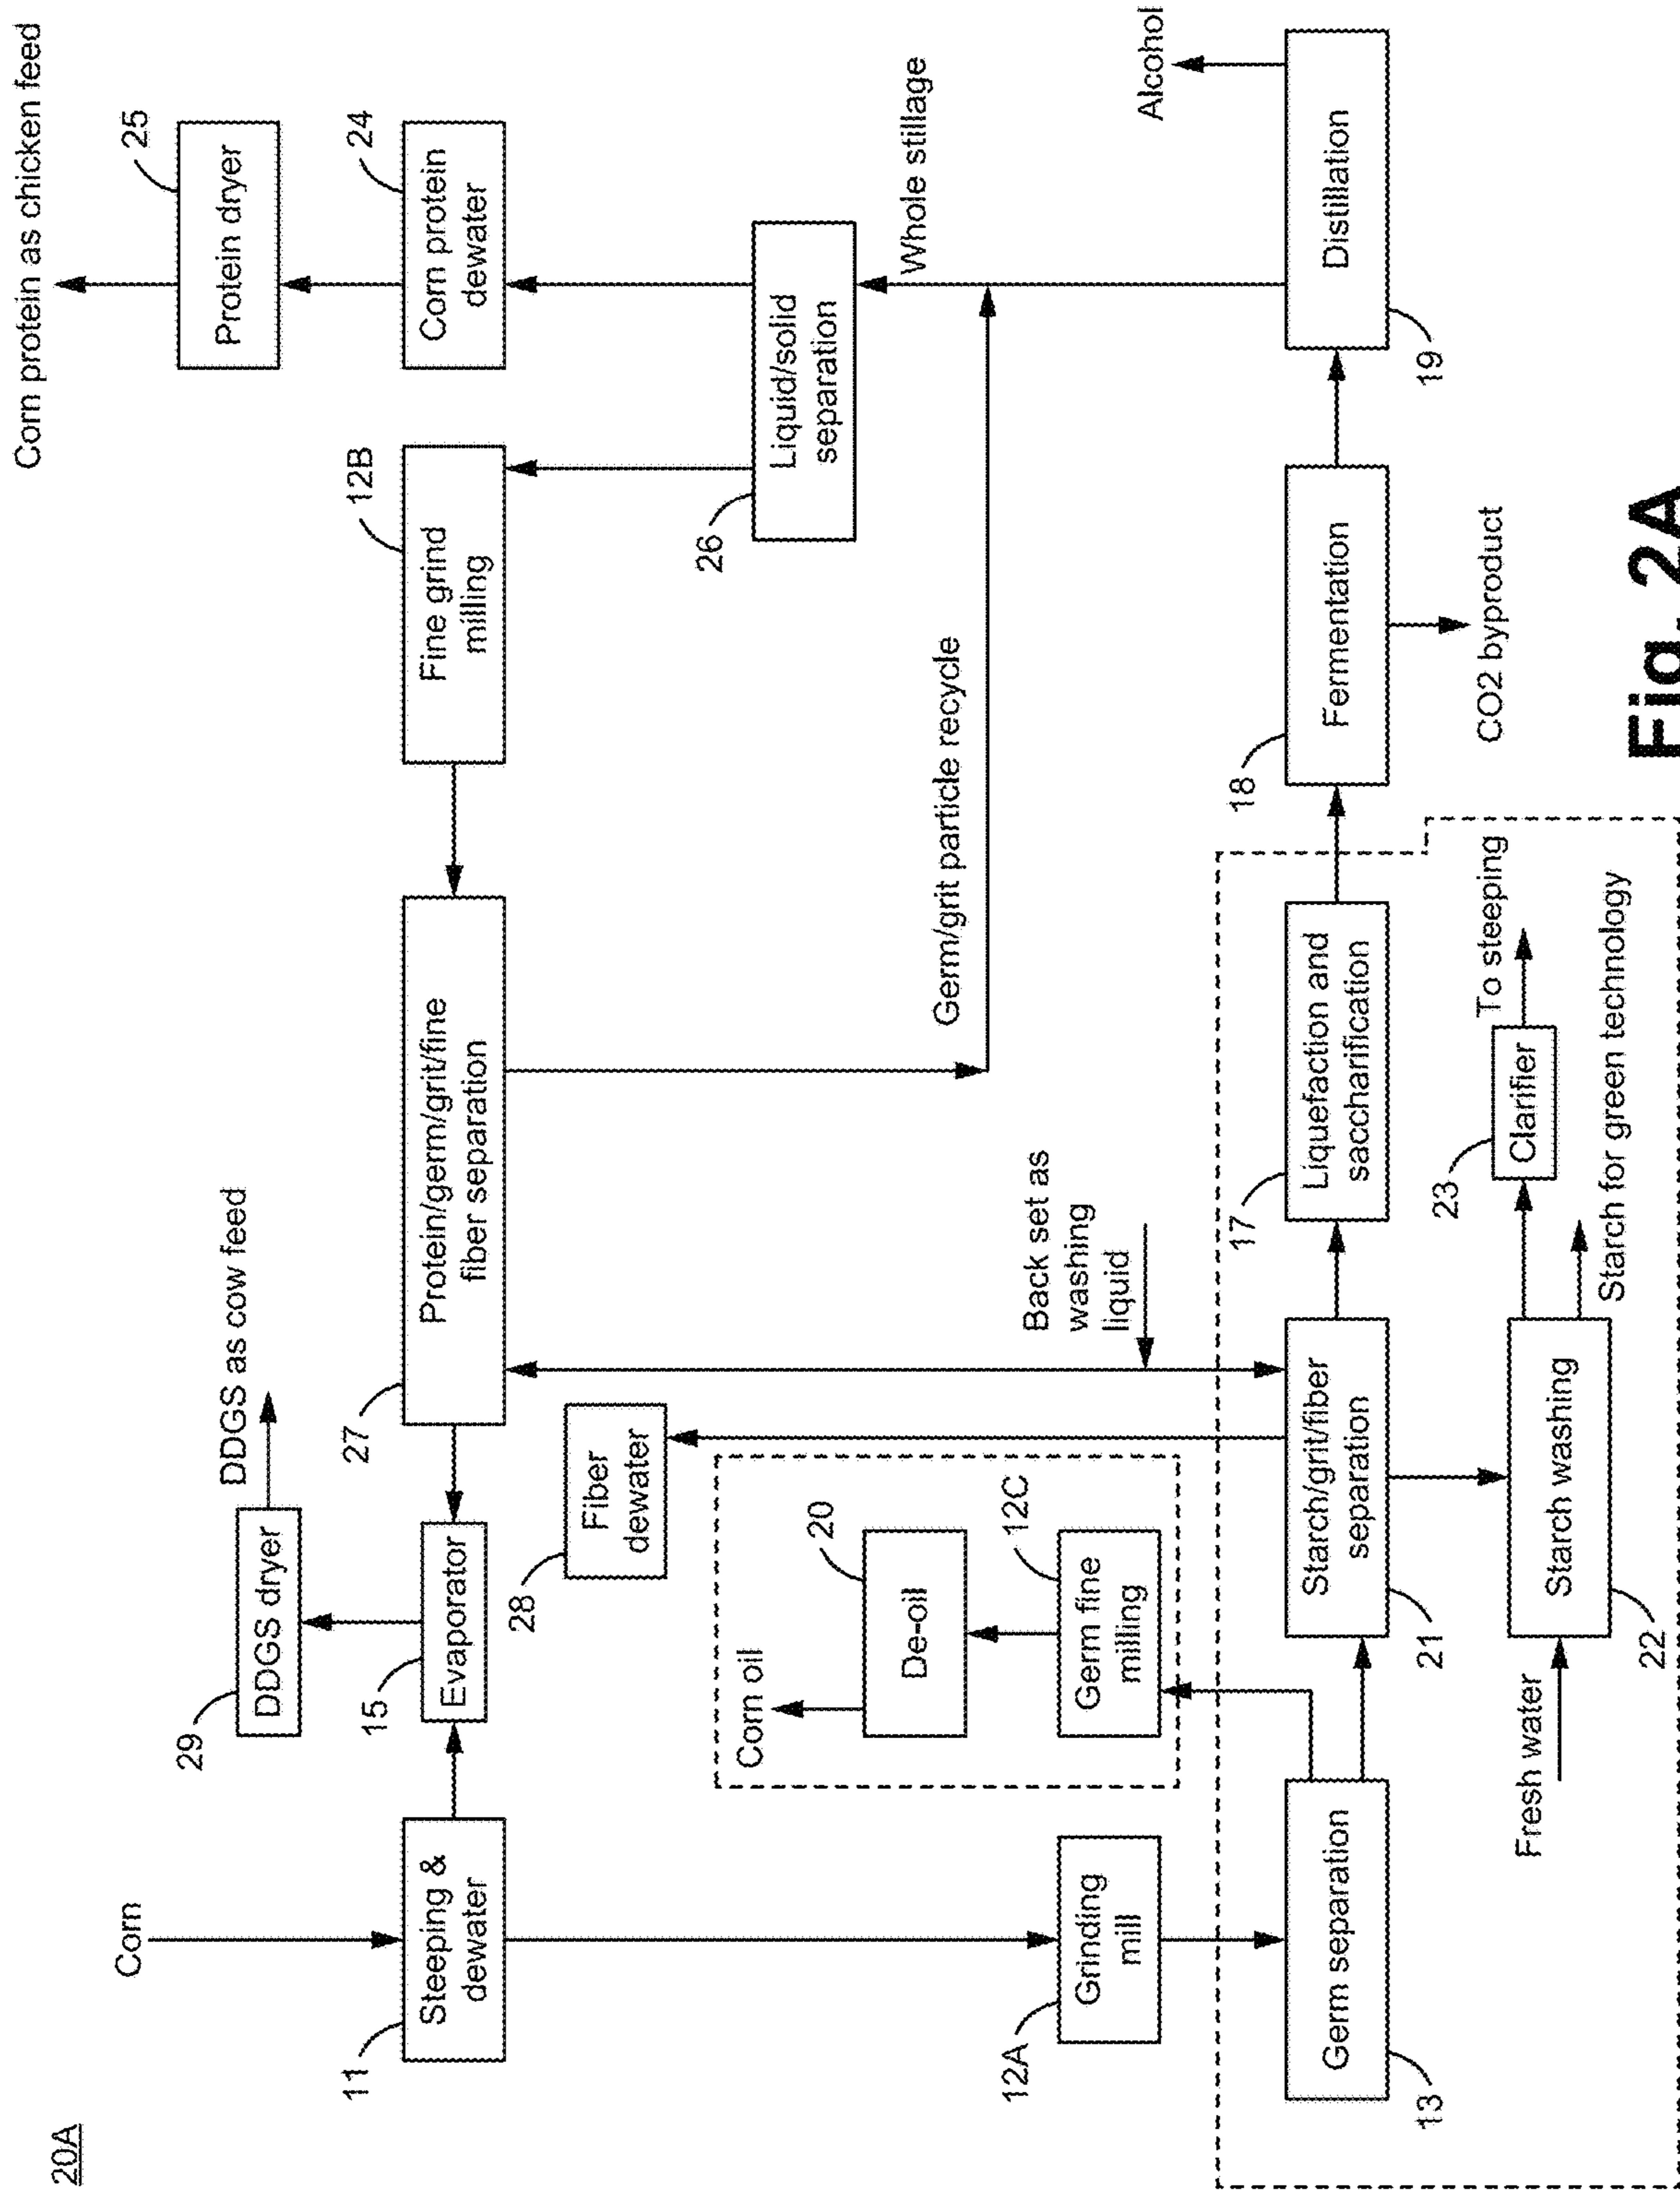 20A
Corn
11
Steeping &
dewater
29
DDGS dryer
DDGS as cow feed
15
Evaporator
27
Protein/germ/grit/fine
fiber separation
Fine grind
milling
12B
Corn protein as chicken feed
25
Protein dryer
24
Corn protein
dewater
28
Fiber
dewater
26
Liquid/solid
separation
Whole stillage
Corn oil
20
De-oil
12C
Germ fine
milling
Germ/grit particle recycle
Back set as
washing
liquid
12A
Grinding
mill
13
Germ separation
21
Starch/grit/fiber
separation
17
Liquefaction and
saccharification
18
Fermentation
CO2 byproduct
19
Distillation
Alcohol
Fresh water
22
Starch washing
23
Clarifier
To steeping
Starch for green technology
Fig. 2A